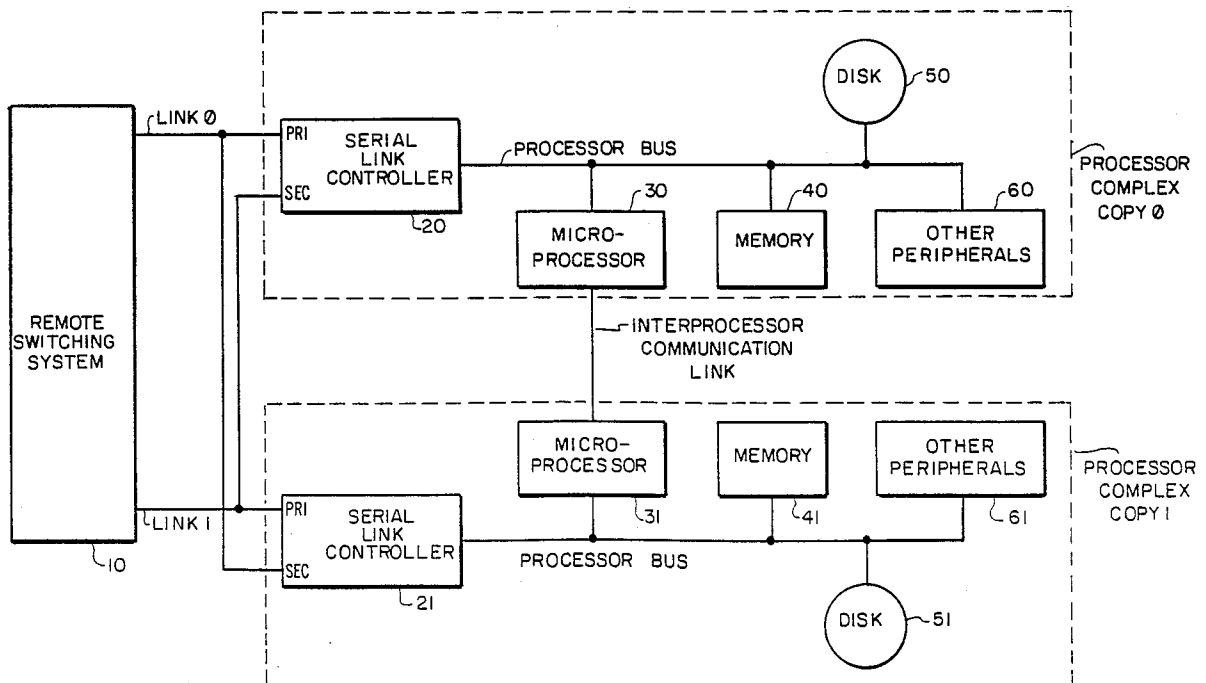 DISK
50
LINK 0
PRI
SERIAL
LINK
CONTROLLER
SEC
20
PROCESSOR BUS
30
MICRO-
PROCESSOR
40
MEMORY
60
OTHER
PERIPHERALS
PROCESSOR
COMPLEX
COPY 0
REMOTE
SWITCHING
SYSTEM
10
INTERPROCESSOR
COMMUNICATION
LINK
LINK 1
PRI
SERIAL
LINK
CONTROLLER
SEC
21
MICRO-
PROCESSOR
31
MEMORY
41
OTHER
PERIPHERALS
61
PROCESSOR BUS
DISK
51
PROCESSOR
COMPLEX
COPY 1